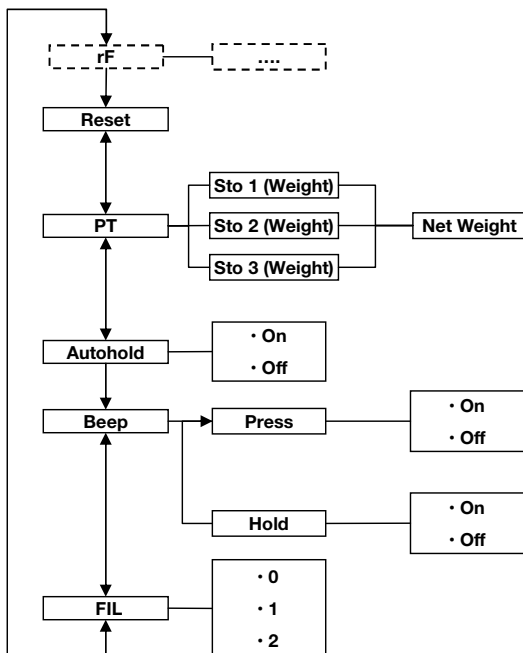 rF
....
Reset
Sto 1 (Weight)
PT
Sto 2 (Weight)
Net Weight
Sto 3 (Weight)
Autohold
· On
· Off
Beep
Press
· On
· Off
Hold
· On
· Off
FIL
· 0
· 1
· 2